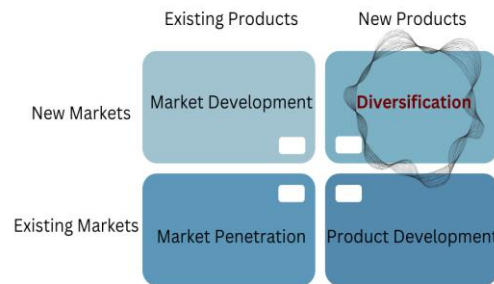 Existing Products New Products
New Markets Market Development Diversification
Existing Markets Market Penetration Product Development